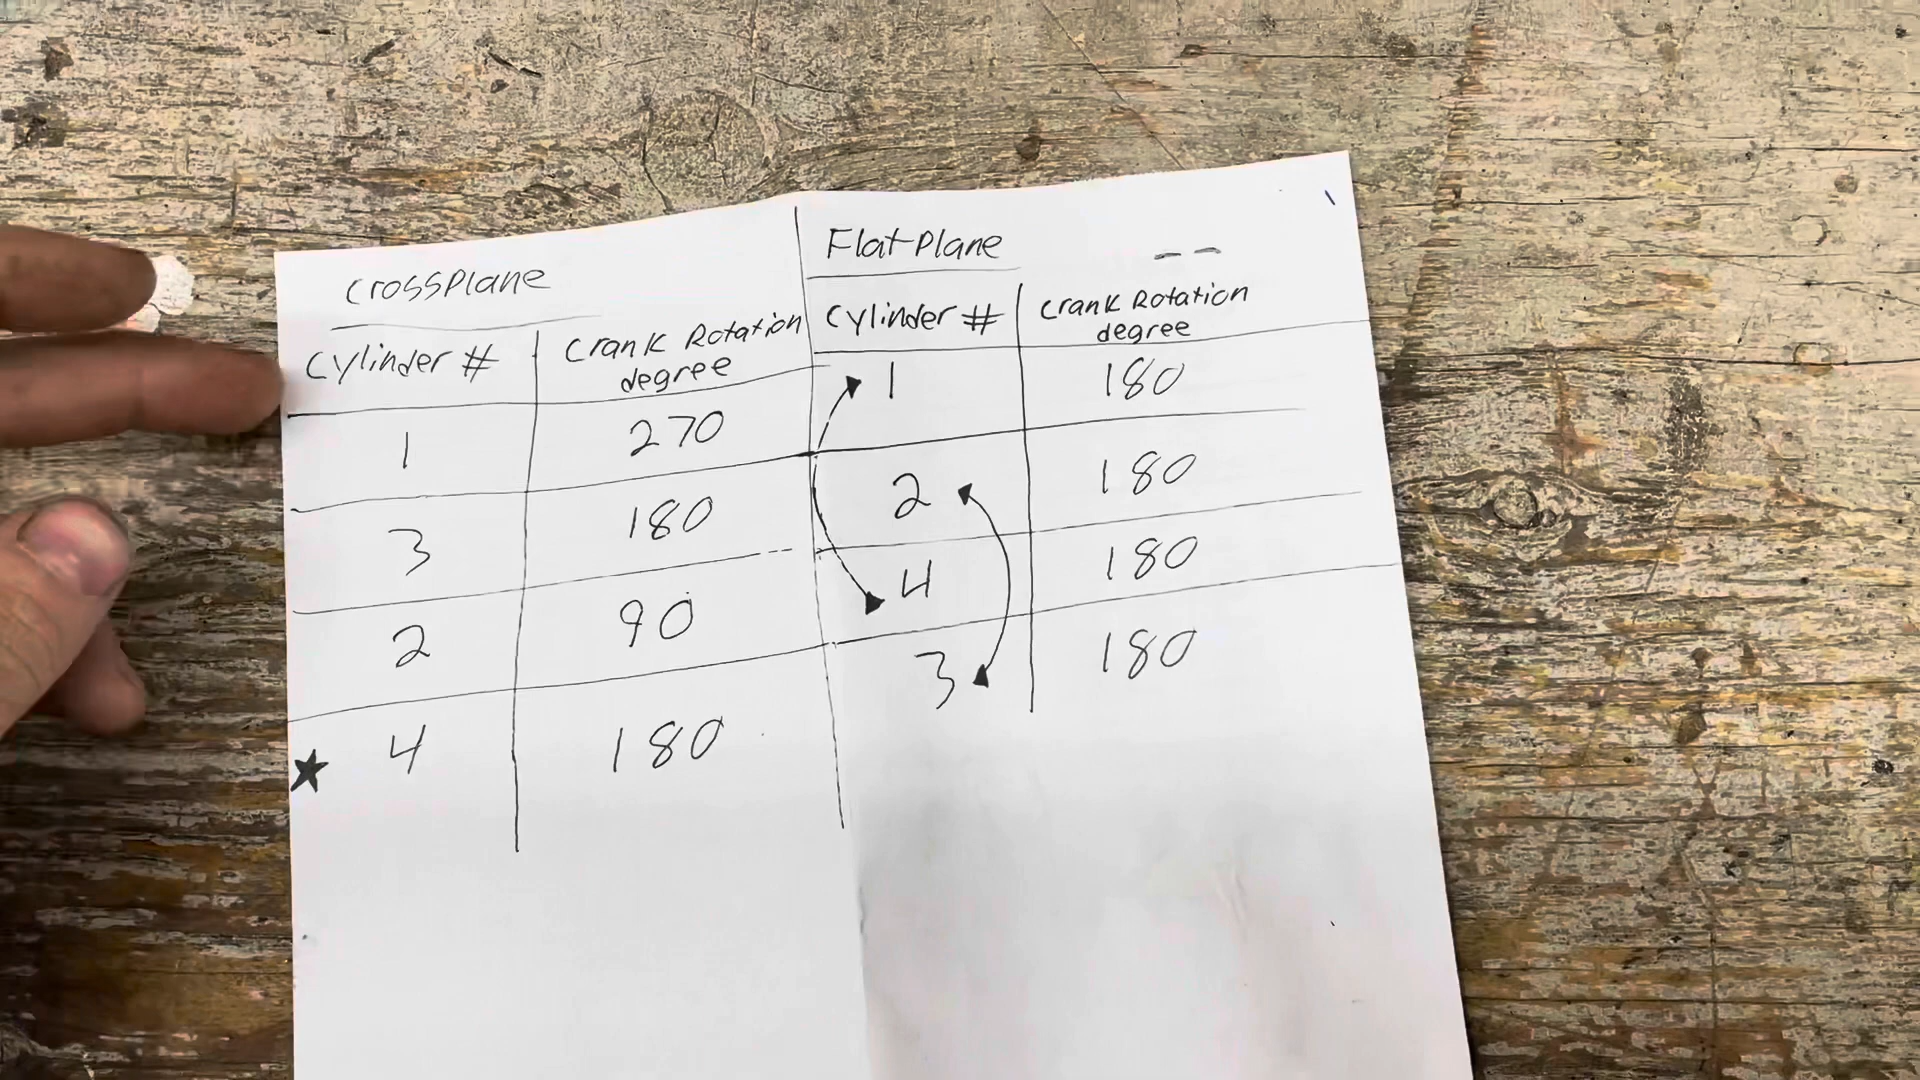 CrossPlane
Cylinder #
Crank Rotation
degree
1
270
3
180
2
90
★ 4
180
Flat Plane
Cylinder #
Crank Rotation
degree
1
180
2
180
4
180
3
180